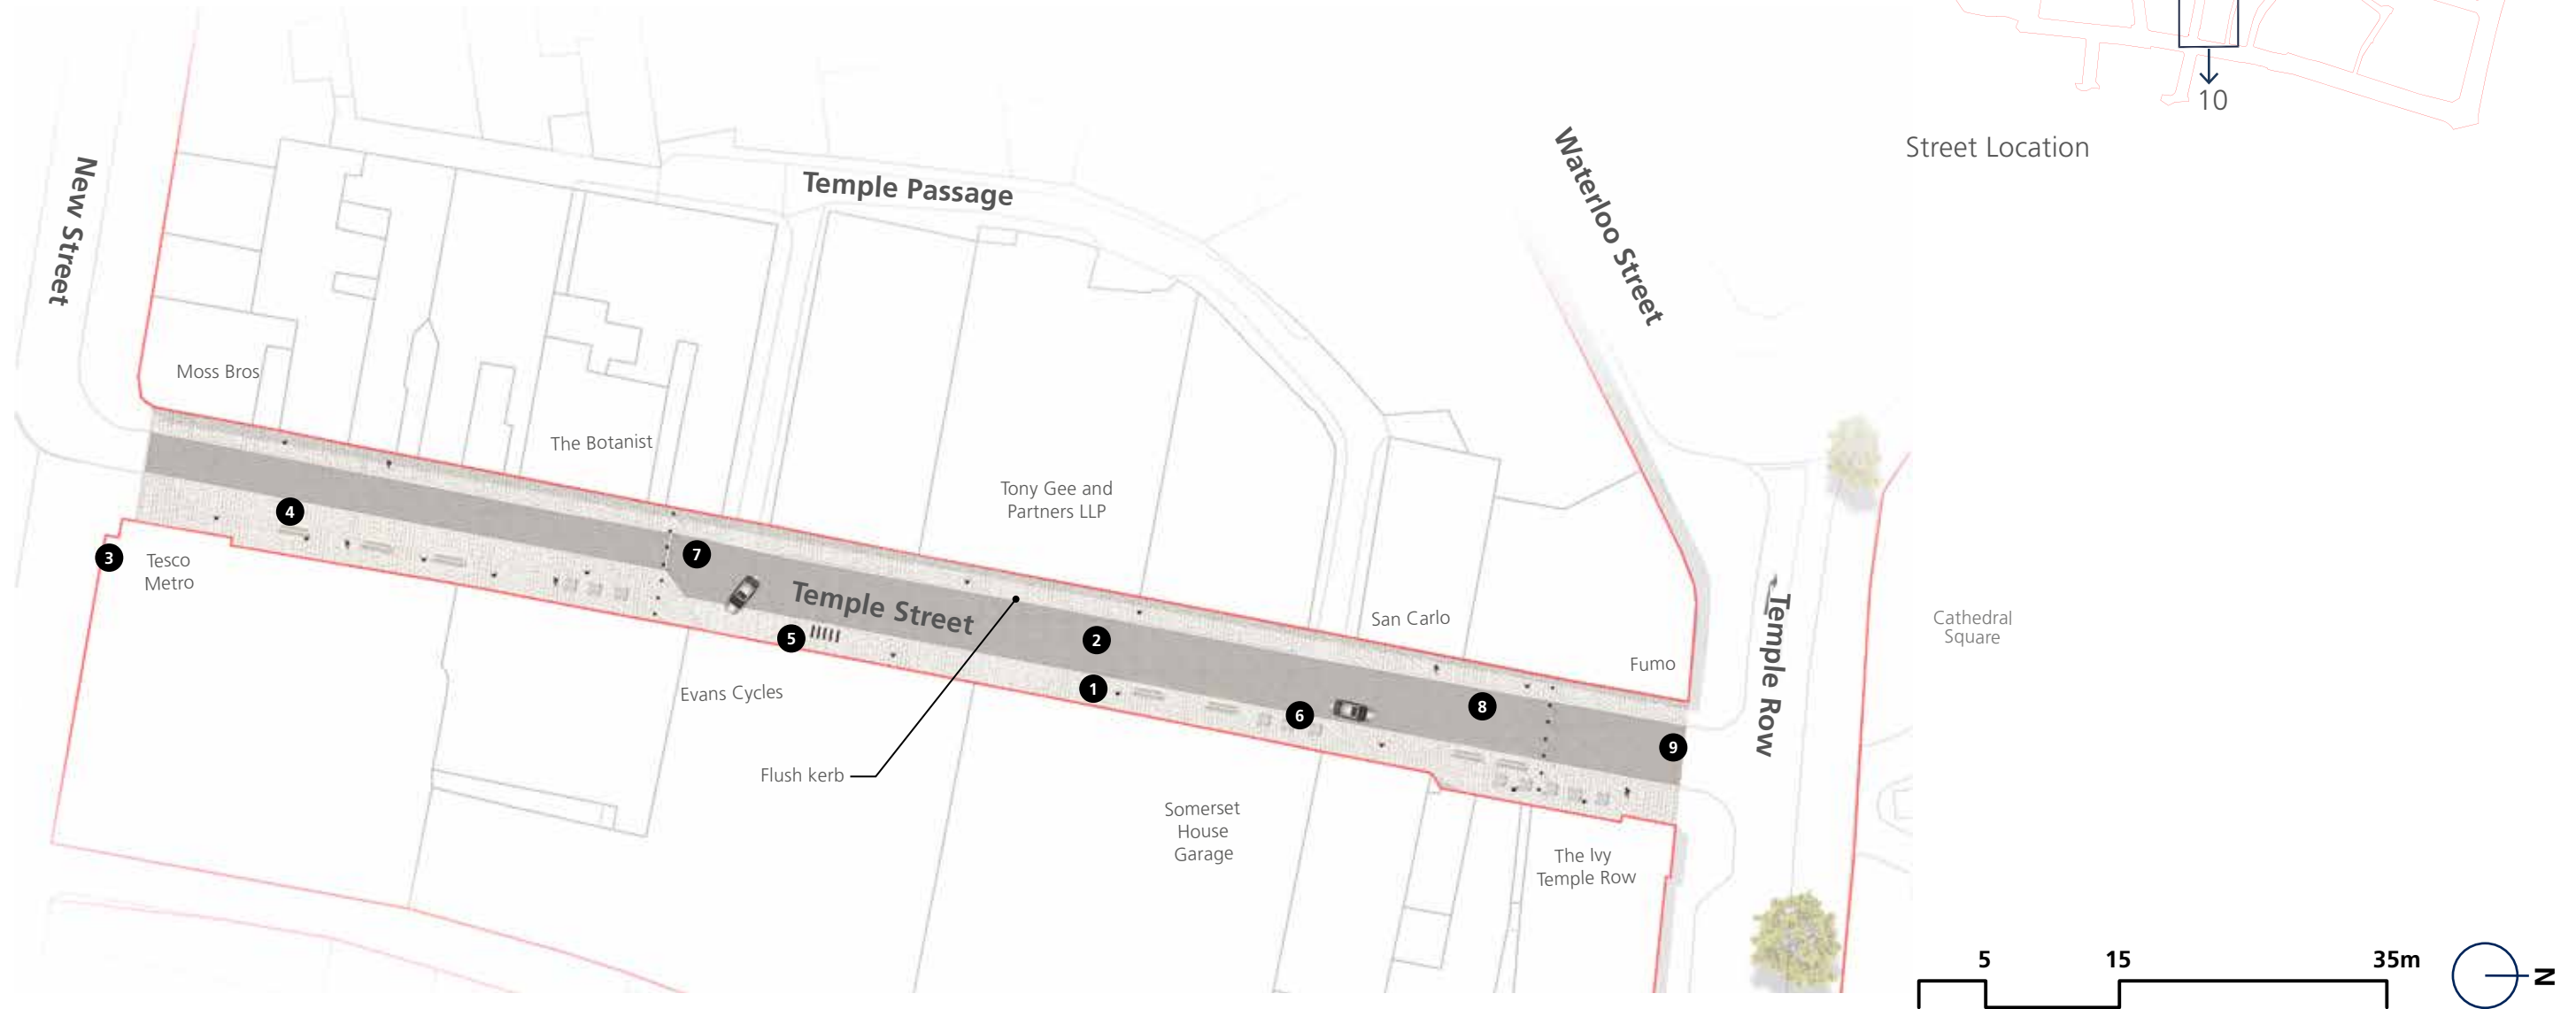 10
Street Location
New Street
Temple Passage
Waterloo Street
Moss Bros
The Botanist
Tony Gee and
Partners LLP
4
3
Tesco
Metro
7
Temple Street
5
2
San Carlo
Cathedral
Square
Temple Row
Fumo
Evans Cycles
1
6
8
9
Flush kerb
Somerset
House
Garage
The Ivy
Temple Row
5
15
35m
N